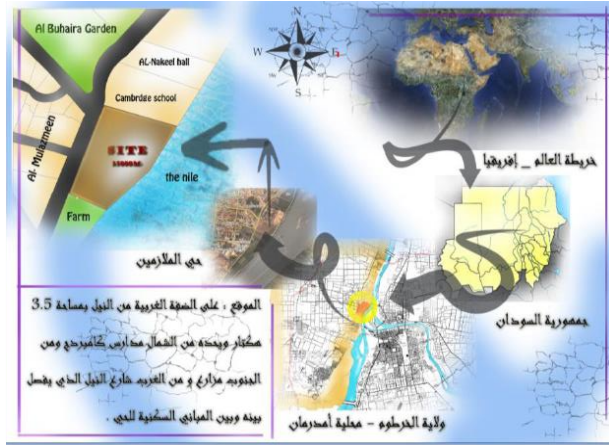 Al Buhaira Garden
AL-Nakeel hall
Cambrdge school
Al- Mulazmeen
SITE
the nile
Farm
N
W
E
S
خريطة العالم _ إفريقيا
جمهورية السودان
حي الملازمين
ولاية الخرطوم - محلية أمدرمان
الموقع : على الضفة الغربية من النيل بمساحة 3.5
هكتار ويحده من الشمال مدارس كامبردج ومن
الجنوب مزارع و من الغرب شارع النيل الذي يفصل
بينه وبين المباني السكنية للحي .